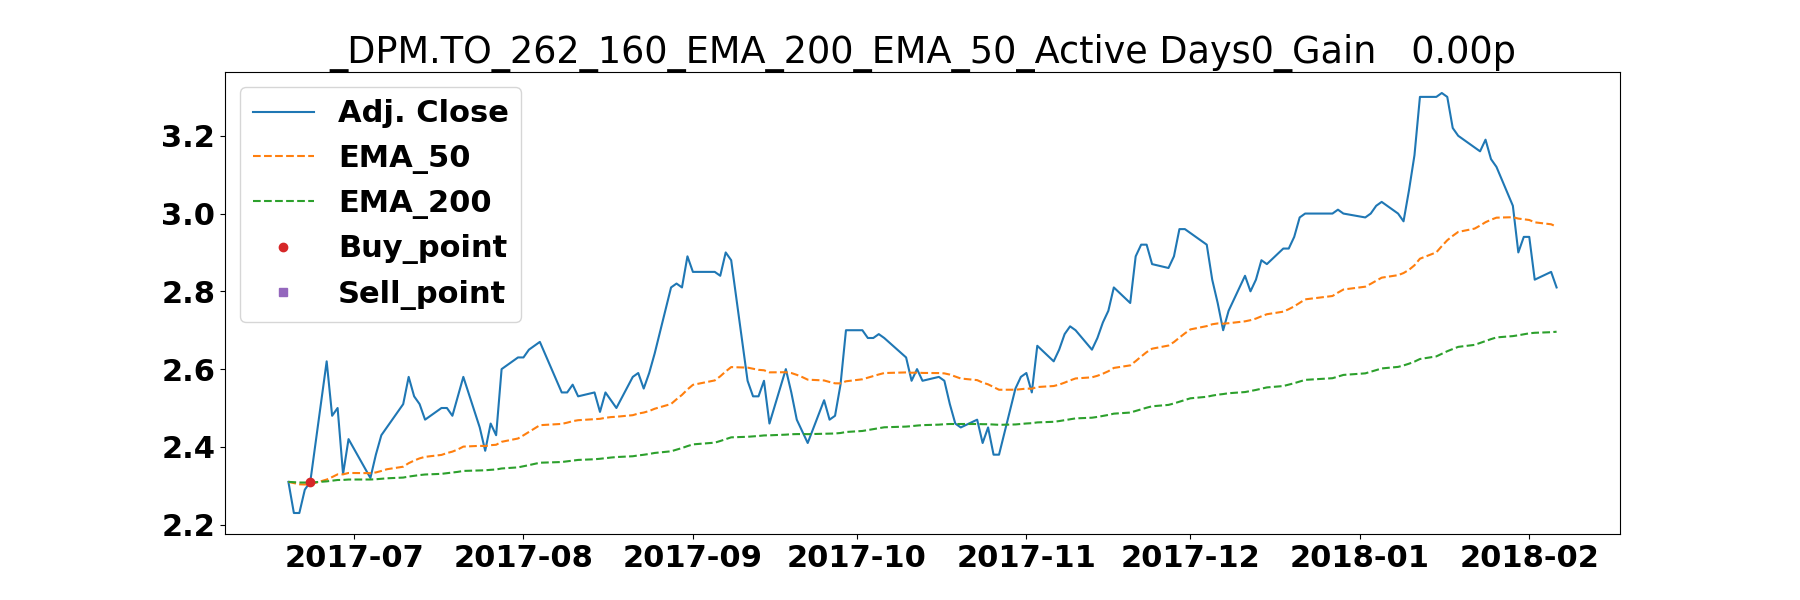 _DPM.TO_262_160_EMA_200_EMA_50_Active Days0_Gain   0.00p
Adj. Close
EMA_50
EMA_200
Buy_point
Sell_point
3.2
3.0
2.8
2.6
2.4
2.2
2017-07 2017-08 2017-09 2017-10 2017-11 2017-12 2018-01 2018-02